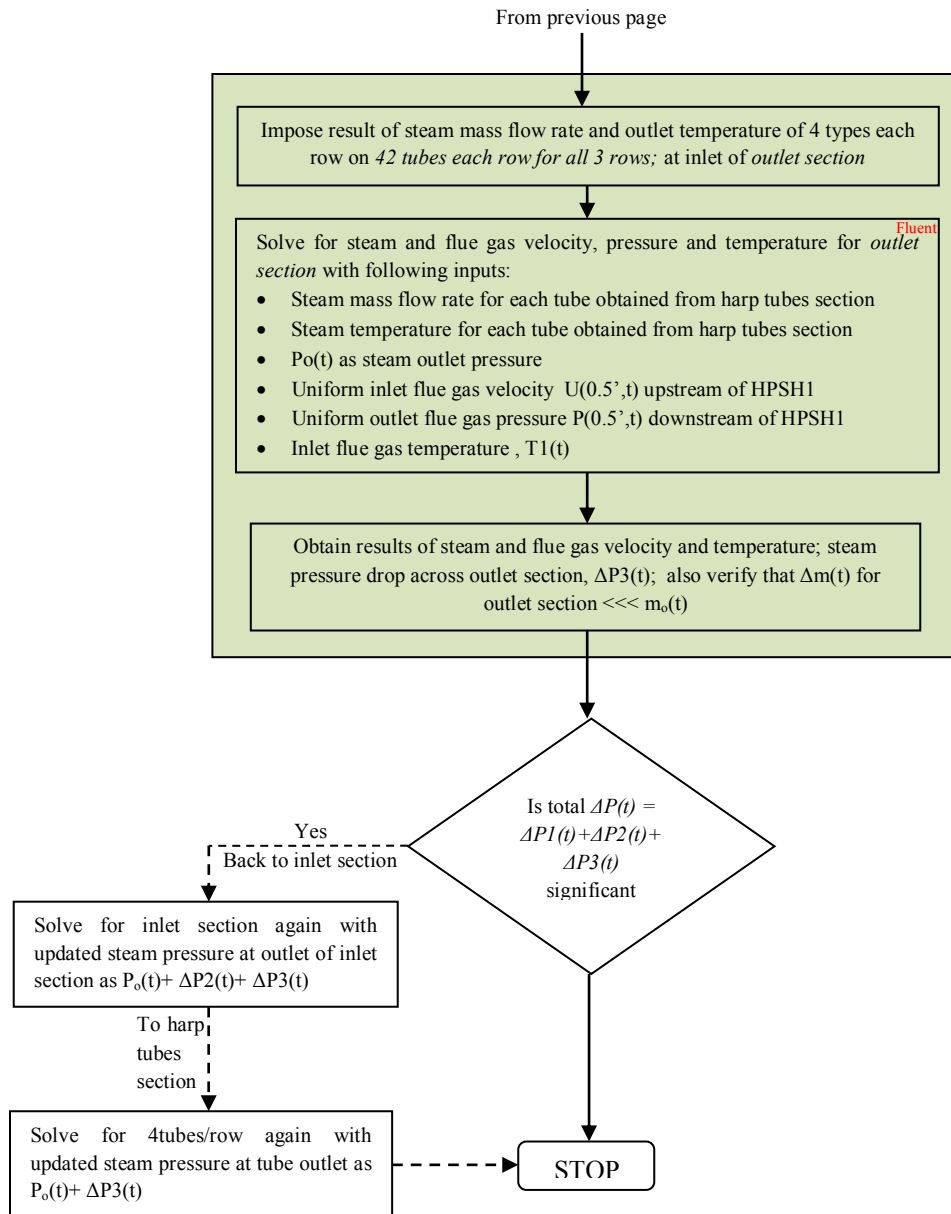 From previous page
Impose result of steam mass flow rate and outlet temperature of 4 types each
row on 42 tubes each row for all 3 rows; at inlet of outlet section
Fluent
Solve for steam and flue gas velocity, pressure and temperature for outlet
section with following inputs:
• Steam mass flow rate for each tube obtained from harp tubes section
• Steam temperature for each tube obtained from harp tubes section
• Po(t) as steam outlet pressure
• Uniform inlet flue gas velocity U(0.5’,t) upstream of HPSH1
• Uniform outlet flue gas pressure P(0.5’,t) downstream of HPSH1
• Inlet flue gas temperature , T1(t)
Obtain results of steam and flue gas velocity and temperature; steam
pressure drop across outlet section, ΔP3(t); also verify that Δm(t) for
outlet section <<< mₒ(t)
Is total ΔP(t) =
ΔP1(t)+ΔP2(t)+
ΔP3(t)
significant
Yes
Back to inlet section
Solve for inlet section again with
updated steam pressure at outlet of inlet
section as Pₒ(t)+ ΔP2(t)+ ΔP3(t)
To harp
tubes
section
Solve for 4tubes/row again with
updated steam pressure at tube outlet as
Pₒ(t)+ ΔP3(t)
STOP